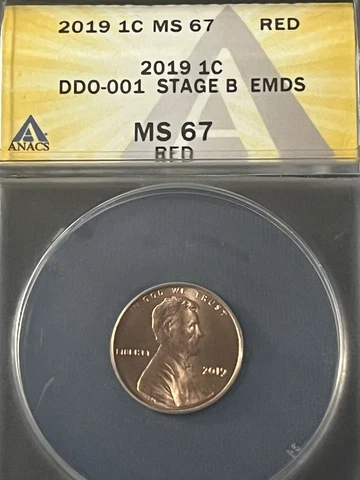 2019 1C MS 67 RED
2019 1C
DDO-001 STAGE B EMDS
ANACS
MS 67
RED
IN GOD WE TRUST
LIBERTY
2019